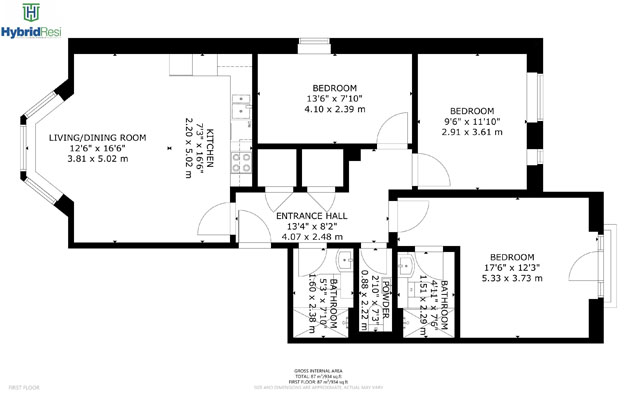 HybridResi
LIVING/DINING ROOM
12'6" x 16'6"
3.81 x 5.02 m
KITCHEN
7'3" x 16'6"
2.20 x 5.02 m
BEDROOM
13'6" x 7'10"
4.10 x 2.39 m
BEDROOM
9'6" x 11'10"
2.91 x 3.61 m
ENTRANCE HALL
13'4" x 8'2"
4.07 x 2.48 m
BEDROOM
17'6" x 12'3"
5.33 x 3.73 m
BATHROOM
5'3" x 7'10"
1.60 x 2.38 m
POWDER
2'10" x 7'3"
0.88 x 2.22 m
BATHROOM
4'11" x 7'6"
1.51 x 2.29 m
GROSS INTERNAL AREA
TOTAL: 87 m²/934 sq.ft
FIRST FLOOR: 87 m²/934 sq.ft
SIZE AND DIMENSIONS ARE APPROXIMATE, ACTUAL MAY VARY
FIRST FLOOR